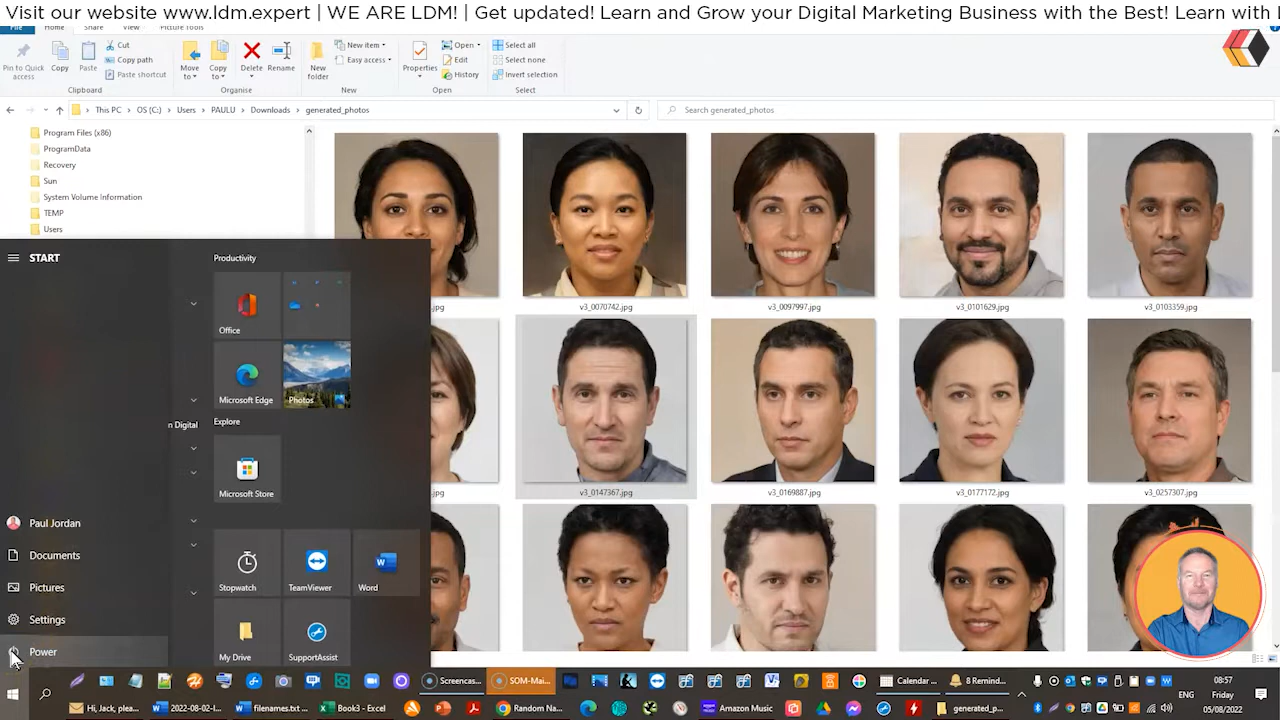 Visit our website www.ldm.expert | WE ARE LDM! | Get updated! Learn and Grow your Digital Marketing Business with the Best! Learn with
File Home Share View Picture Tools
Pin to Quick access
Copy
Paste
Cut
Copy path
Paste shortcut
Move to
Copy to
Delete
Rename
New folder
New item
Easy access
Properties
Open
Edit
History
Select all
Select none
Invert selection
Clipboard Organise New Open Select
This PC OS (C:) Users PAULU Downloads generated_photos
Search generated_photos
Program Files (x86)
ProgramData
Recovery
Sun
System Volume Information
TEMP
Users
.jpg v3_0070742.jpg v3_0097997.jpg v3_0101629.jpg v3_0103359.jpg
.jpg v3_0147367.jpg v3_0169887.jpg v3_0177172.jpg v3_0257307.jpg
START
Productivity
Office
Microsoft Edge Photos
Explore
n Digital
Microsoft Store
Paul Jordan
Documents
Pictures
Settings
Power
Stopwatch TeamViewer Word
My Drive SupportAssist
Screencas... SOM-Mai... Calendar ... 8 Remind...
ENG
08:57
Friday
05/08/2022
Hi, Jack, plea... 2022-08-02-l... filenames.txt ... Book3 - Excel Random Na... Amazon Music generated_p...